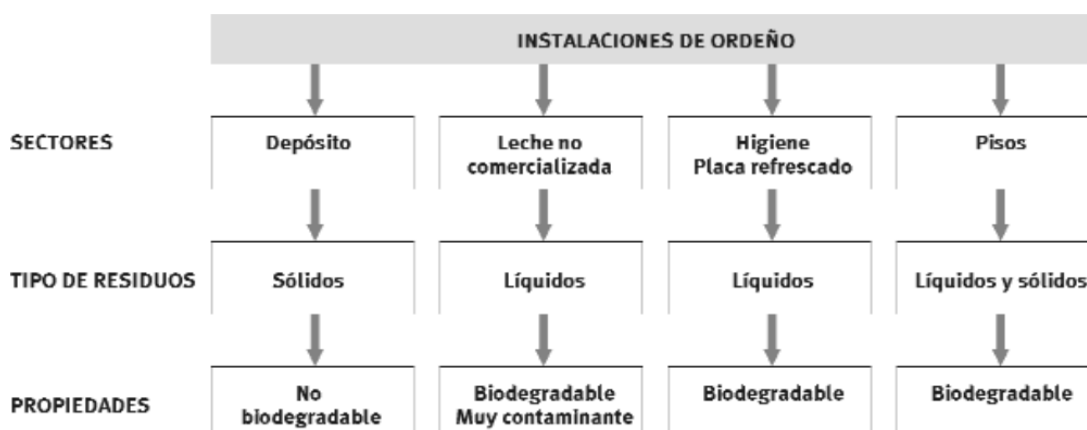 INSTALACIONES DE ORDEÑO
SECTORES
Depósito
Leche no
comercializada
Higiene
Placa refrescado
Pisos
TIPO DE RESIDUOS
Sólidos
Líquidos
Líquidos
Líquidos y sólidos
PROPIEDADES
No
biodegradable
Biodegradable
Muy contaminante
Biodegradable
Biodegradable